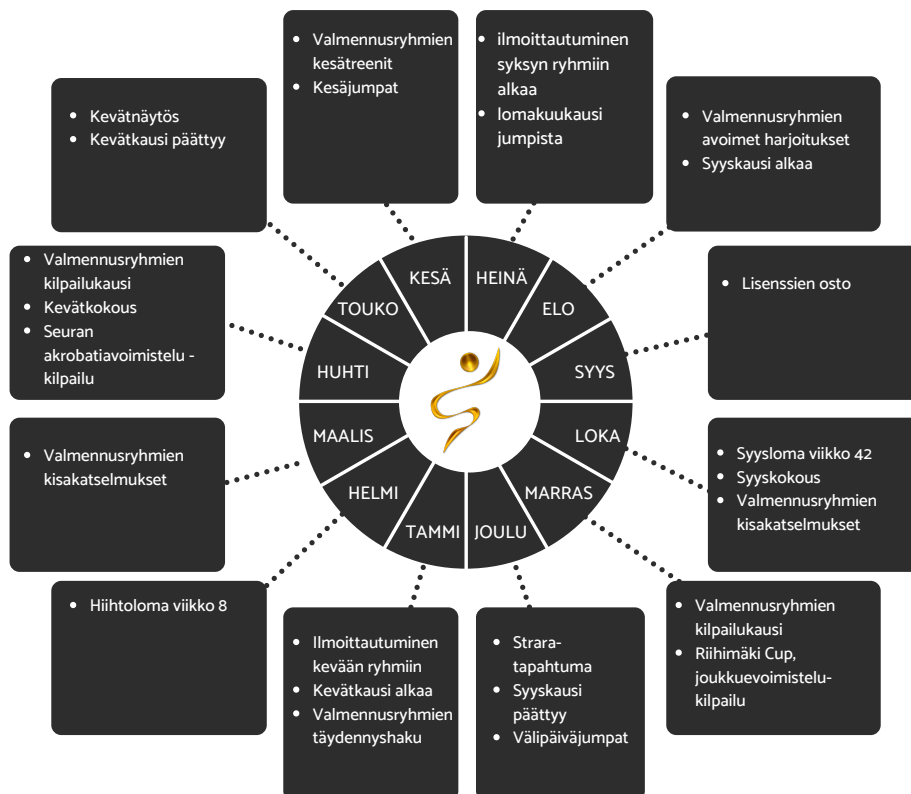 Valmennusryhmien
kesätreenit
Kesäjumpat
ilmoittautuminen
syksyn ryhmiin
alkaa
lomakuukausi
jumpista
Kevätnäytös
Kevätkausi päättyy
Valmennusryhmien
avoimet harjoitukset
Syyskausi alkaa
Valmennusryhmien
kilpailukausi
Kevätkokous
Seuran
akrobatiavoimistelu -
kilpailu
Lisenssien osto
KESÄ
HEINÄ
TOUKO
ELO
HUHTI
SYYS
MAALIS
LOKA
HELMI
MARRAS
TAMMI
JOULU
Valmennusryhmien
kisakatselmukset
Syysloma viikko 42
Syyskokous
Valmennusryhmien
kisakatselmukset
Hiihtoloma viikko 8
Ilmoittautuminen
kevään ryhmiin
Kevätkausi alkaa
Valmennusryhmien
täydennyshaku
Strara-
tapahtuma
Syyskausi
päättyy
Välipäiväjumpat
Valmennusryhmien
kilpailukausi
Riihimäki Cup,
joukkuevoimistelu-
kilpailu